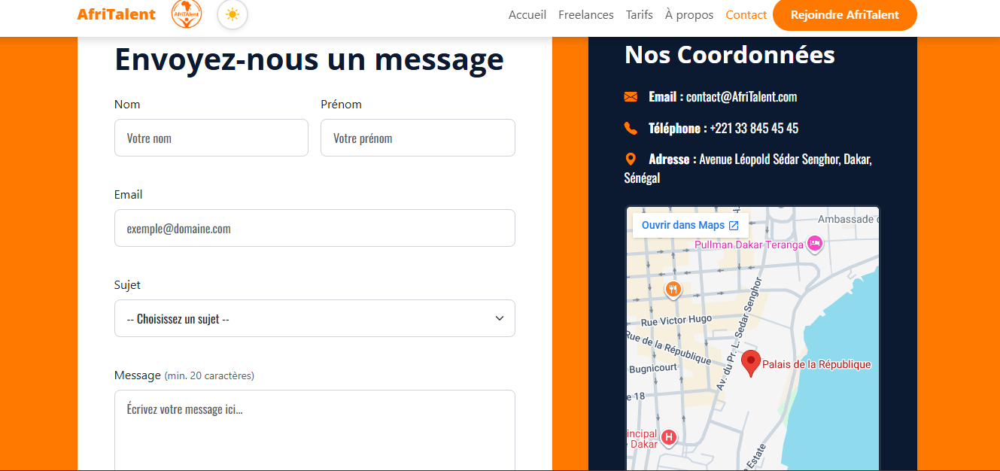 AfriTalent
AfriTAlent
Accueil Freelances Tarifs À propos Contact Rejoindre AfriTalent
Envoyez-nous un message
Nom Prénom
Votre nom Votre prénom
Email
exemple@domaine.com
Sujet
-- Choisissez un sujet --
Message (min. 20 caractères)
Écrivez votre message ici...
Nos Coordonnées
Email : contact@AfriTalent.com
Téléphone : +221 33 845 45 45
Adresse : Avenue Léopold Sédar Senghor, Dakar,
Sénégal
Ambassade
Ouvrir dans Maps
Pullman Dakar Teranga
Rue Victor Hugo
Av. du Pr. L. Sedar Senghor
Rue de la République
Bugnicourt
Palais de la République
18
incipal
Dakar
H
Estate